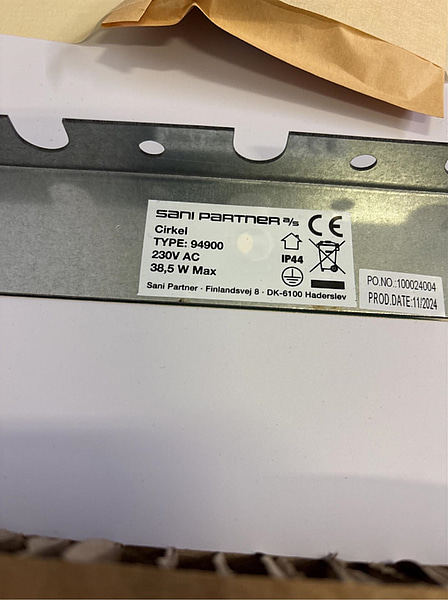 SANI PARTNER a/s
Cirkel
TYPE: 94900
230V AC
38,5 W Max
IP44
CE
Sani Partner · Finlandsvej 8 · DK-6100 Haderslev
PO.NO.:100024004
PROD.DATE:11/2024